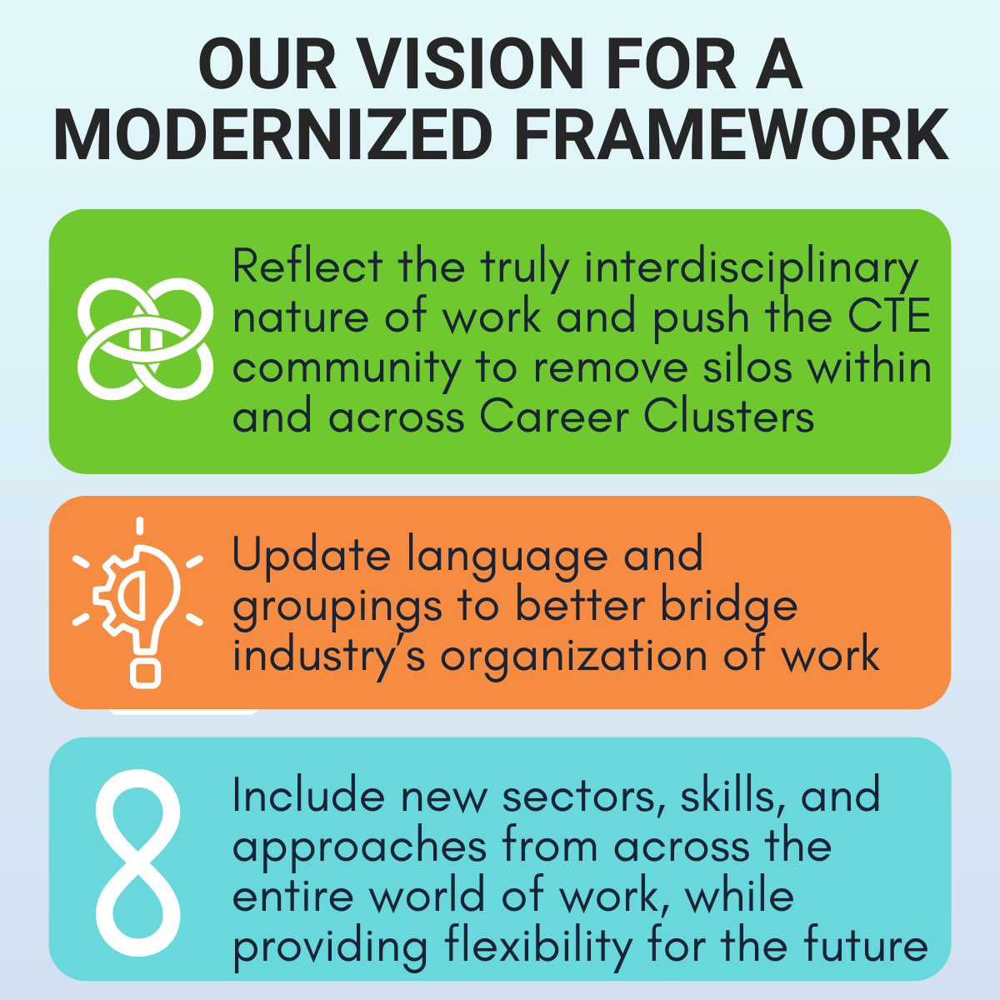 OUR VISION FOR A
MODERNIZED FRAMEWORK
Reflect the truly interdisciplinary
nature of work and push the CTE
community to remove silos within
and across Career Clusters
Update language and
groupings to better bridge
industry's organization of work
Include new sectors, skills, and
approaches from across the
entire world of work, while
providing flexibility for the future